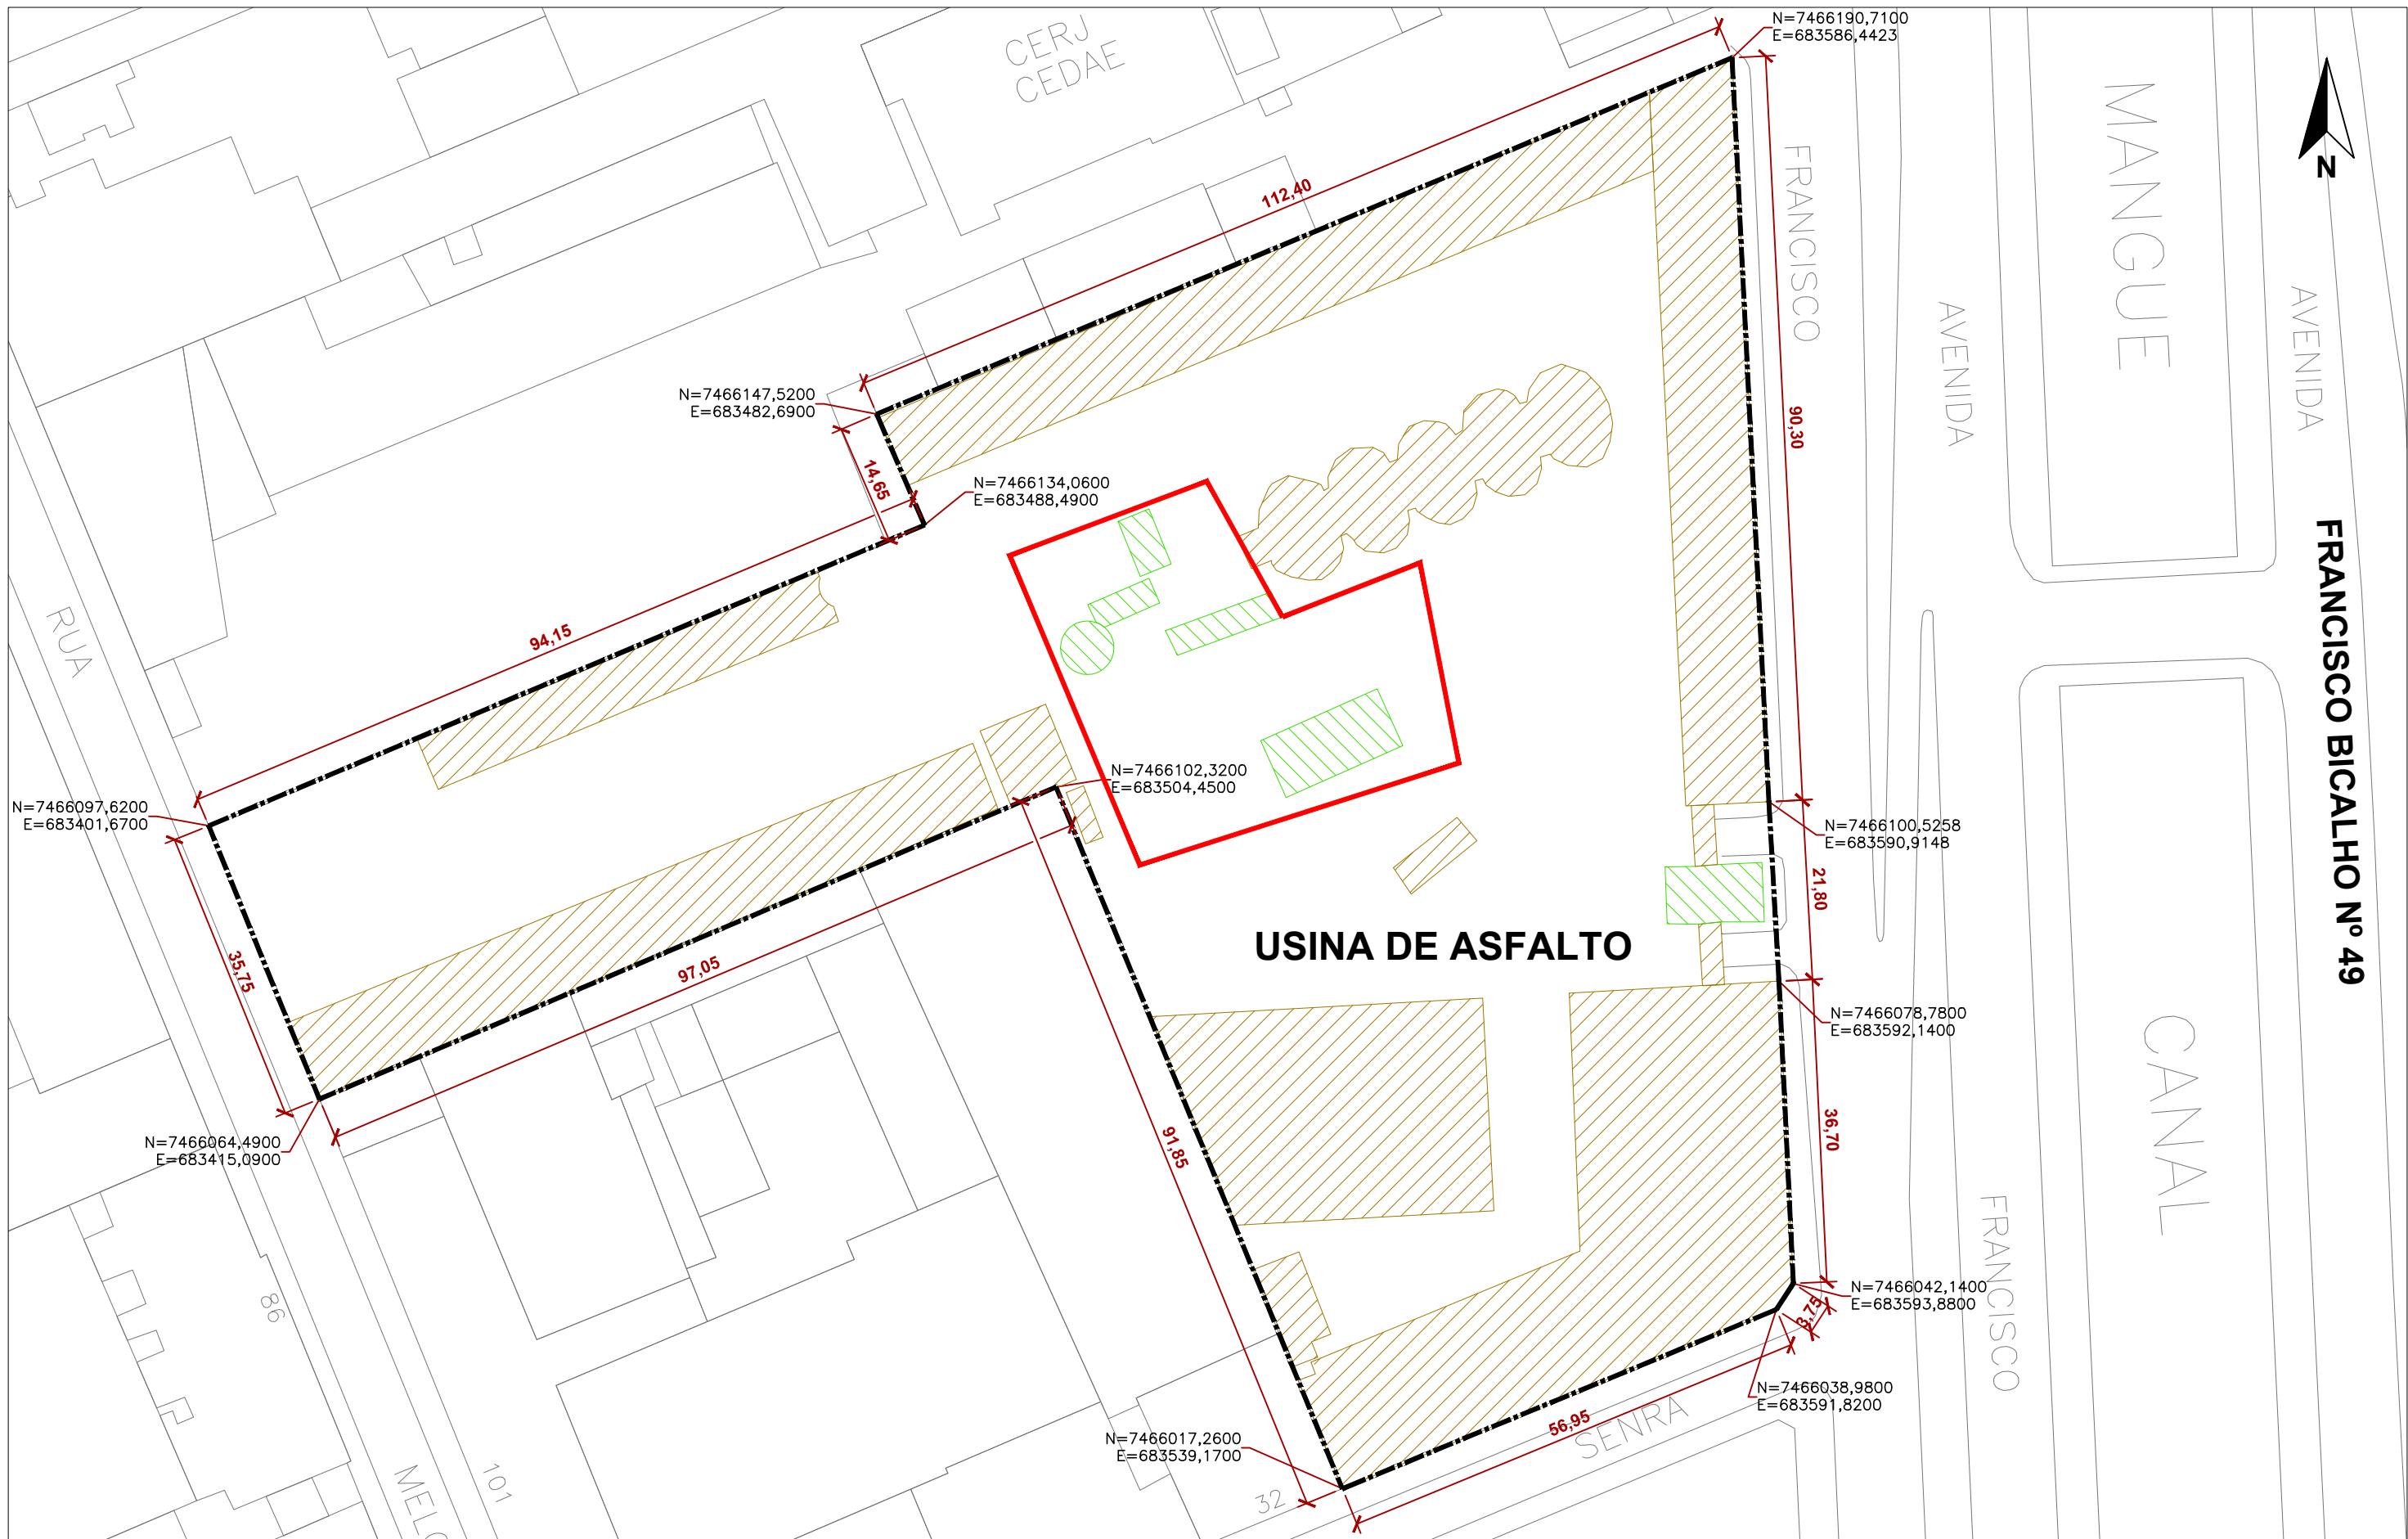 N=7466190,7100
E=683586,4423
CERJ
CEDAE
MANGUE
N
FRANCISCO
112,40
AVENIDA
AVENIDA
N=7466147,5200
E=683482,6900
90,30
14,65
N=7466134,0600
E=683488,4900
FRANCISCO BICALHO Nº 49
RUA
94,15
N=7466102,3200
E=683504,4500
N=7466097,6200
E=683401,6700
N=7466100,5258
E=683590,9148
21,80
USINA DE ASFALTO
35,75
97,05
N=7466078,7800
E=683592,1400
CANAL
36,70
91,85
N=7466064,4900
E=683415,0900
FRANCISCO
86
N=7466042,1400
E=683593,8800
3,75
N=7466038,9800
E=683591,8200
56,95
SENRA
N=7466017,2600
E=683539,1700
MELO
101
32